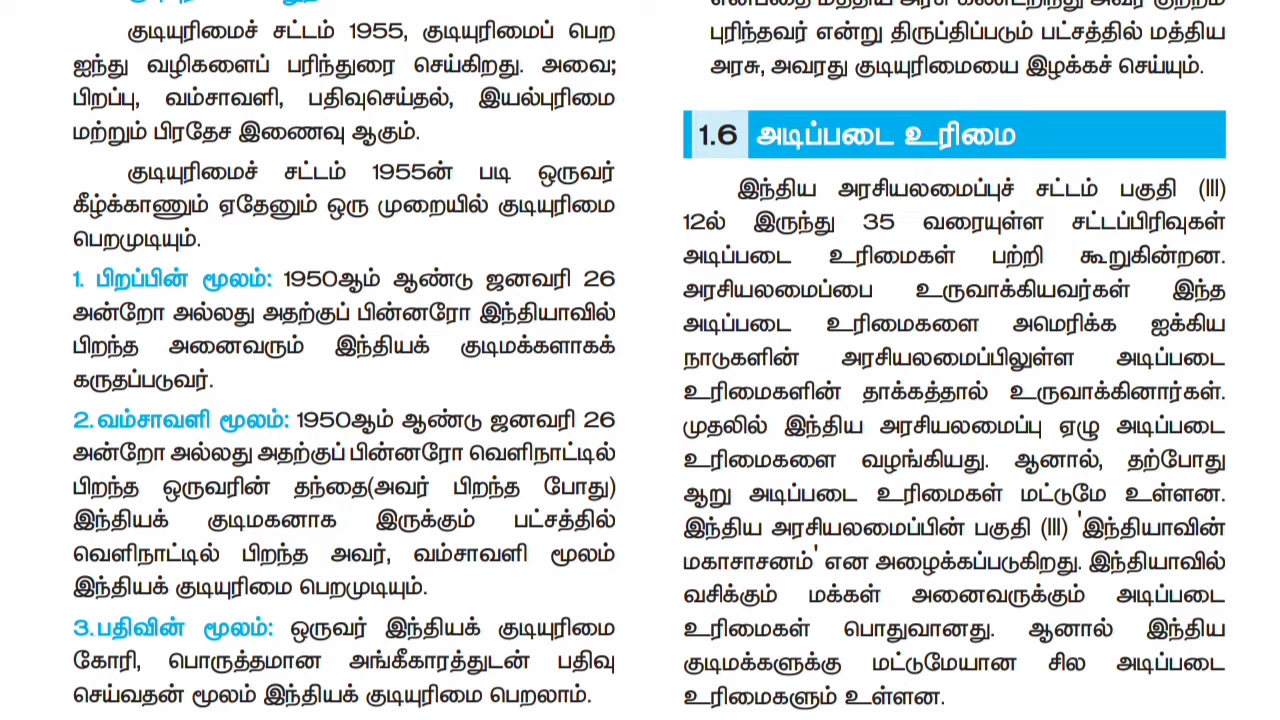 குடியுரிமைச் சட்டம் 1955, குடியுரிமைப் பெற
ஐந்து வழிகளைப் பரிந்துரை செய்கிறது. அவை;
பிறப்பு, வம்சாவளி, பதிவுசெய்தல், இயல்புரிமை
மற்றும் பிரதேச இணைவு ஆகும்.
குடியுரிமைச் சட்டம் 1955ன் படி ஒருவர்
கீழ்க்காணும் ஏதேனும் ஒரு முறையில் குடியுரிமை
பெறமுடியும்.
1. பிறப்பின் மூலம்: 1950ஆம் ஆண்டு ஜனவரி 26
அன்றோ அல்லது அதற்குப் பின்னரோ இந்தியாவில்
பிறந்த அனைவரும் இந்தியக் குடிமக்களாகக்
கருதப்படுவர்.
2. வம்சாவளி மூலம்: 1950ஆம் ஆண்டு ஜனவரி 26
அன்றோ அல்லது அதற்குப் பின்னரோ வெளிநாட்டில்
பிறந்த ஒருவரின் தந்தை(அவர் பிறந்த போது)
இந்தியக் குடிமகனாக இருக்கும் பட்சத்தில்
வெளிநாட்டில் பிறந்த அவர், வம்சாவளி மூலம்
இந்தியக் குடியுரிமை பெறமுடியும்.
3. பதிவின் மூலம்: ஒருவர் இந்தியக் குடியுரிமை
கோரி, பொருத்தமான அங்கீகாரத்துடன் பதிவு
செய்வதன் மூலம் இந்தியக் குடியுரிமை பெறலாம்.
என்பதை மத்திய அரசு கண்டறிந்து அவர் குற்றம்
புரிந்தவர் என்று திருப்திப்படும் பட்சத்தில் மத்திய
அரசு, அவரது குடியுரிமையை இழக்கச் செய்யும்.
1.6 அடிப்படை உரிமை
இந்திய அரசியலமைப்புச் சட்டம் பகுதி (III)
12ல் இருந்து 35 வரையுள்ள சட்டப்பிரிவுகள்
அடிப்படை உரிமைகள் பற்றி கூறுகின்றன.
அரசியலமைப்பை உருவாக்கியவர்கள் இந்த
அடிப்படை உரிமைகளை அமெரிக்க ஐக்கிய
நாடுகளின் அரசியலமைப்பிலுள்ள அடிப்படை
உரிமைகளின் தாக்கத்தால் உருவாக்கினார்கள்.
முதலில் இந்திய அரசியலமைப்பு ஏழு அடிப்படை
உரிமைகளை வழங்கியது. ஆனால், தற்போது
ஆறு அடிப்படை உரிமைகள் மட்டுமே உள்ளன.
இந்திய அரசியலமைப்பின் பகுதி (III) 'இந்தியாவின்
மகாசாசனம்' என அழைக்கப்படுகிறது. இந்தியாவில்
வசிக்கும் மக்கள் அனைவருக்கும் அடிப்படை
உரிமைகள் பொதுவானது. ஆனால் இந்திய
குடிமக்களுக்கு மட்டுமேயான சில அடிப்படை
உரிமைகளும் உள்ளன.